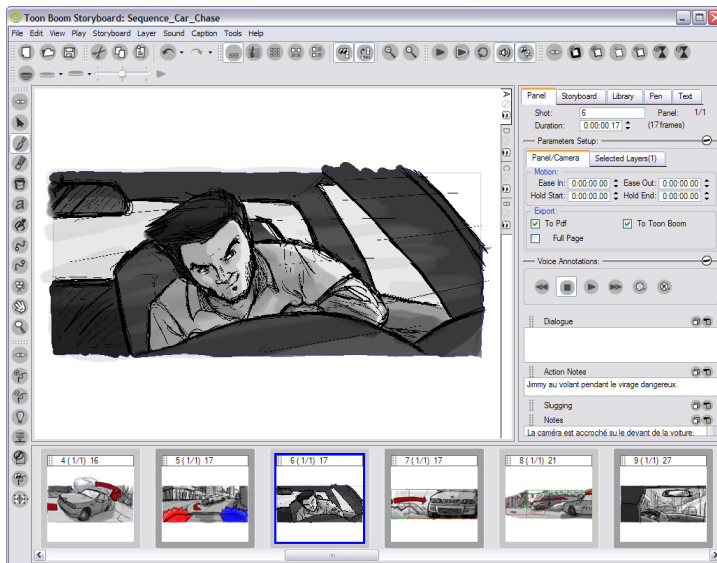 Toon Boom Storyboard: Sequence_Car_Chase
File Edit View Play Storyboard Layer Sound Caption Tools Help
A
D
C
B
Panel Storyboard Library Pen Text
Shot: 6 Panel: 1/1
Duration: 0:00:00.17 (17 frames)
Parameters Setup:
Panel/Camera Selected Layers(1)
Motion:
Ease In: 0:00:00.00 Ease Out: 0:00:00.00
Hold Start: 0:00:00.00 Hold End: 0:00:00.00
Export:
To Pdf To Toon Boom
Full Page
Voice Annotations:
Dialogue
Action Notes
Jimmy au volant pendant le virage dangereux.
Slugging
Notes
La caméra est accroché su le devant de la voiture.
4 ( 1/1) 16 5 ( 1/1) 17 6 ( 1/1) 17 7 ( 1/1) 17 8 ( 1/1) 21 9 ( 1/1) 27